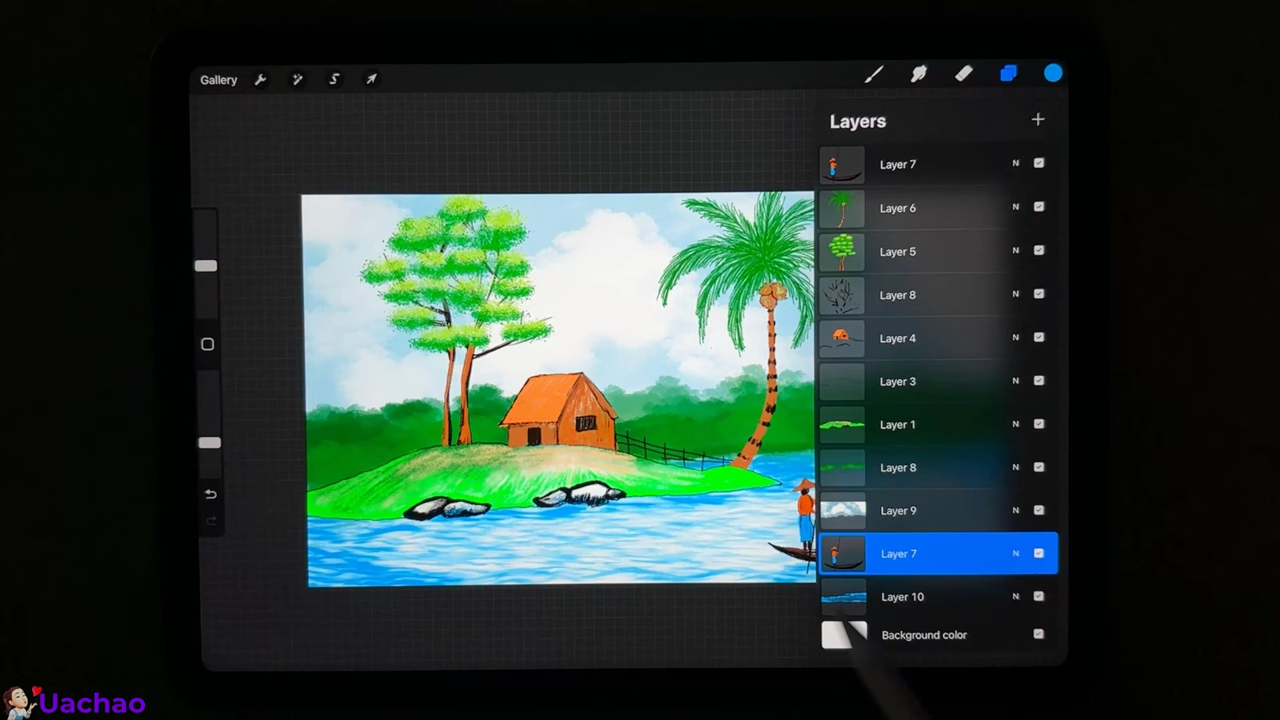 Gallery
Layers
Layer 7 N
Layer 6 N
Layer 5 N
Layer 8 N
Layer 4 N
Layer 3 N
Layer 1 N
Layer 8 N
Layer 9 N
Layer 7 N
Layer 10 N
Background color
Uachao